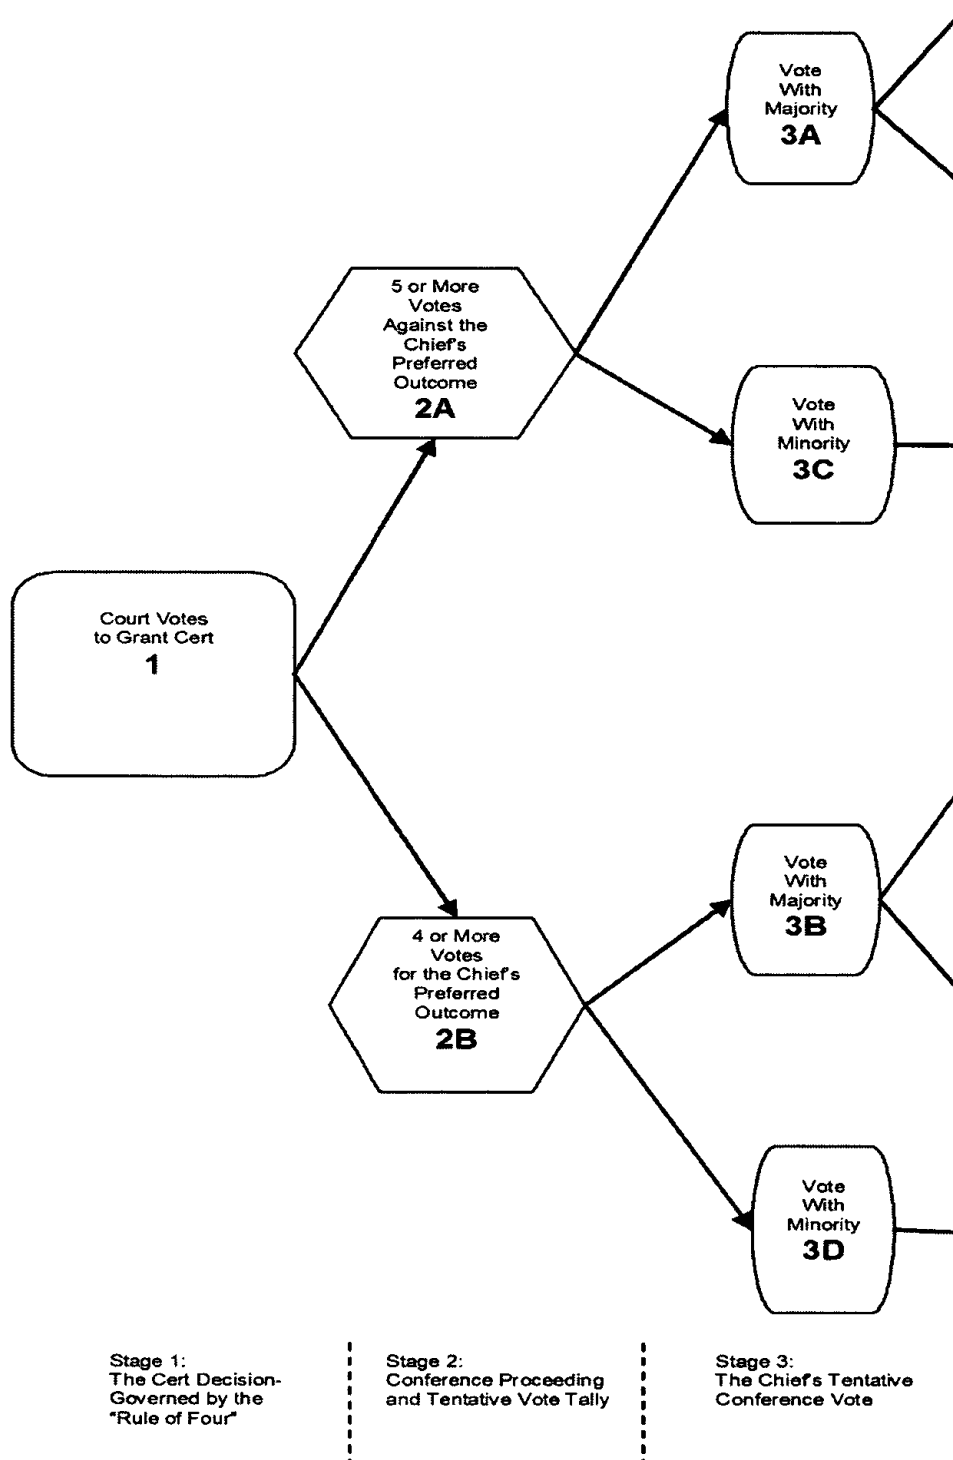 Vote
With
Majority
3A
5 or More
Votes
Against the
Chief's
Preferred
Outcome
2A
Vote
With
Minority
3C
Court Votes
to Grant Cert
1
Vote
With
Majority
3B
4 or More
Votes
for the Chief's
Preferred
Outcome
2B
Vote
With
Minority
3D
Stage 1:
The Cert Decision-
Governed by the
"Rule of Four"
Stage 2:
Conference Proceeding
and Tentative Vote Tally
Stage 3:
The Chief's Tentative
Conference Vote